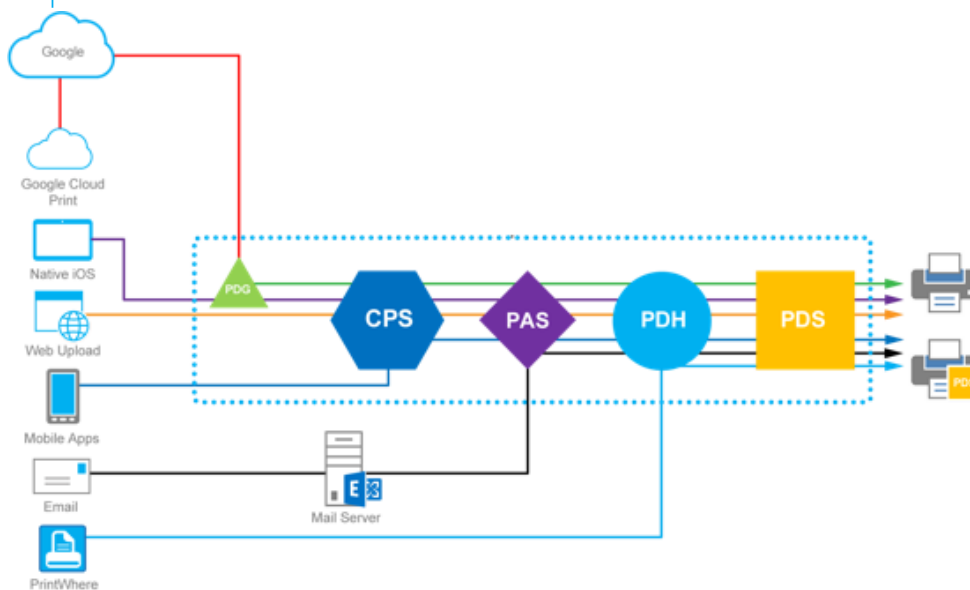 Google
Google Cloud
Print
Native iOS
Web Upload
Mobile Apps
Email
PrintWhere
Mail Server
E
PDG
CPS
PAS
PDH
PDS